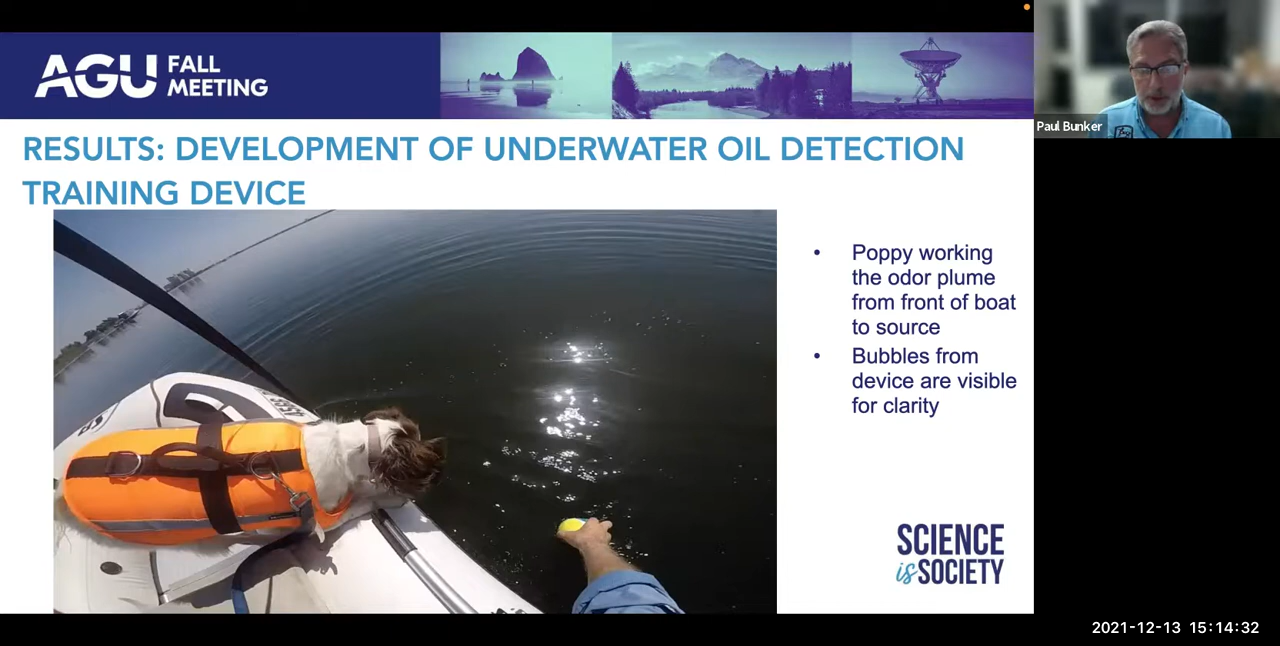 AGU FALL
MEETING
Paul Bunker
RESULTS: DEVELOPMENT OF UNDERWATER OIL DETECTION
TRAINING DEVICE
• Poppy working
the odor plume
from front of boat
to source
• Bubbles from
device are visible
for clarity
SCIENCE
is SOCIETY
2021-12-13 15:14:32